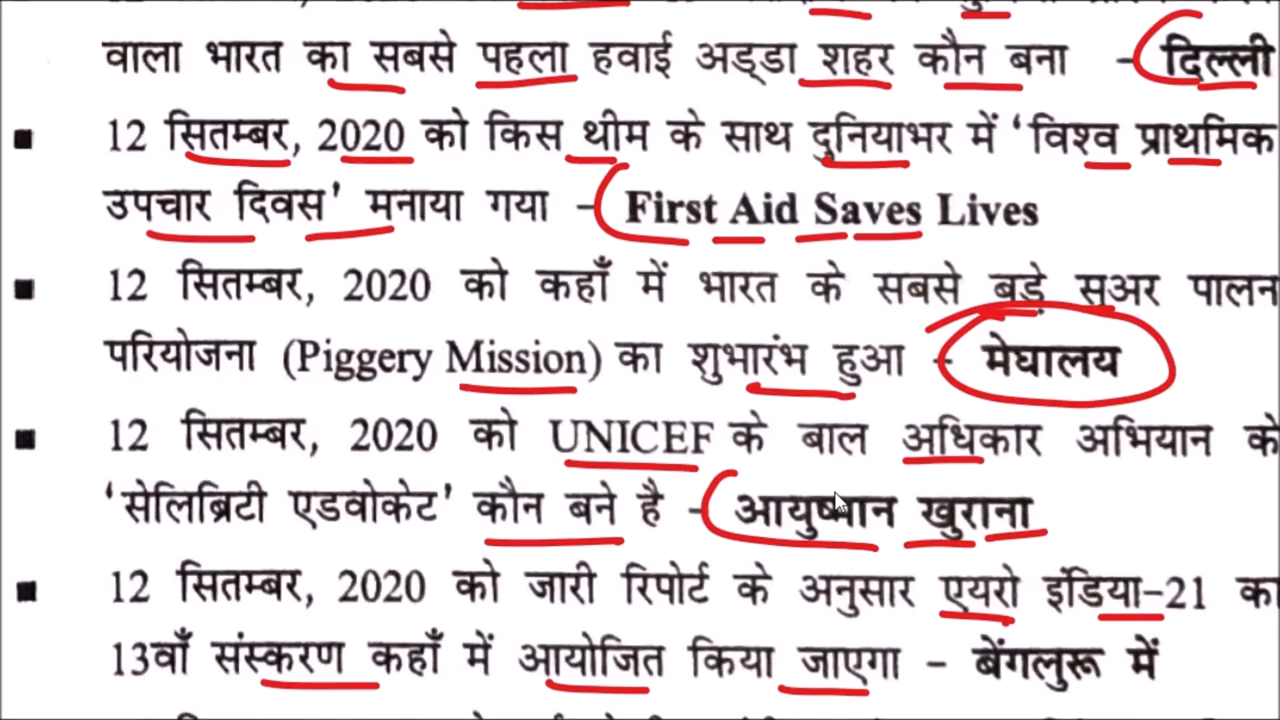 वाला भारत का सबसे पहला हवाई अड्डा शहर कौन बना - दिल्ली
■ 12 सितम्बर, 2020 को किस थीम के साथ दुनियाभर में ‘विश्व प्राथमिक
उपचार दिवस’ मनाया गया - First Aid Saves Lives
■ 12 सितम्बर, 2020 को कहाँ में भारत के सबसे बड़े सुअर पालन
परियोजना (Piggery Mission) का शुभारंभ हुआ - मेघालय
■ 12 सितम्बर, 2020 को UNICEF के बाल अधिकार अभियान के
‘सेलिब्रिटी एडवोकेट’ कौन बने है - आयुष्मान खुराना
■ 12 सितम्बर, 2020 को जारी रिपोर्ट के अनुसार एयरो इंडिया-21 का
13वाँ संस्करण कहाँ में आयोजित किया जाएगा - बेंगलुरू में